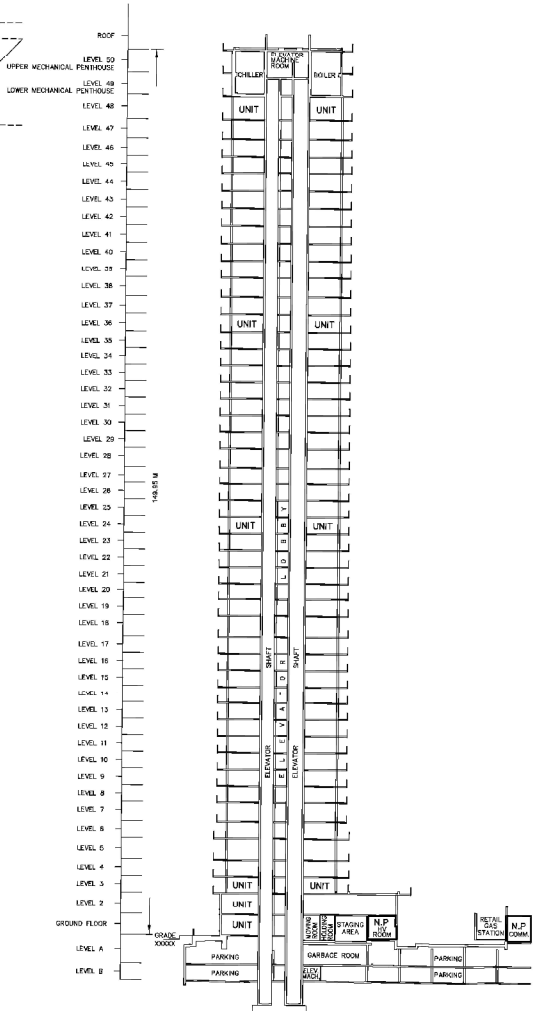 ROOF
LEVEL 50
UPPER MECHANICAL PENTHOUSE
LEVEL 49
LOWER MECHANICAL PENTHOUSE
LEVEL 48
LEVEL 47
LEVEL 46
LEVEL 45
LEVEL 44
LEVEL 43
LEVEL 42
LEVEL 41
LEVEL 40
LEVEL 39
LEVEL 38
LEVEL 37
LEVEL 36
LEVEL 35
LEVEL 34
LEVEL 33
LEVEL 32
LEVEL 31
LEVEL 30
LEVEL 29
LEVEL 28
LEVEL 27
LEVEL 26
LEVEL 25
LEVEL 24
LEVEL 23
LEVEL 22
LEVEL 21
LEVEL 20
LEVEL 19
LEVEL 18
LEVEL 17
LEVEL 16
LEVEL 15
LEVEL 14
LEVEL 13
LEVEL 12
LEVEL 11
LEVEL 10
LEVEL 9
LEVEL 8
LEVEL 7
LEVEL 6
LEVEL 5
LEVEL 4
LEVEL 3
LEVEL 2
GROUND FLOOR
LEVEL A
LEVEL B
149.95 M
GRADE
XXXXX
ELEVATOR
MACHINE
ROOM
CHILLER
BOILER
UNIT
UNIT
UNIT
UNIT
UNIT
UNIT
ELEVATOR SHAFT
ELEVATOR LOBBY
ELEVATOR SHAFT
UNIT
UNIT
UNIT
UNIT
MOVING
ROOM
HOLDING
ROOM
STAGING
AREA
N.P
HV
ROOM
RETAIL
GAS
STATION
N.P
COMM.
PARKING
GARBAGE ROOM
PARKING
PARKING
ELEV.
MACH.
PARKING